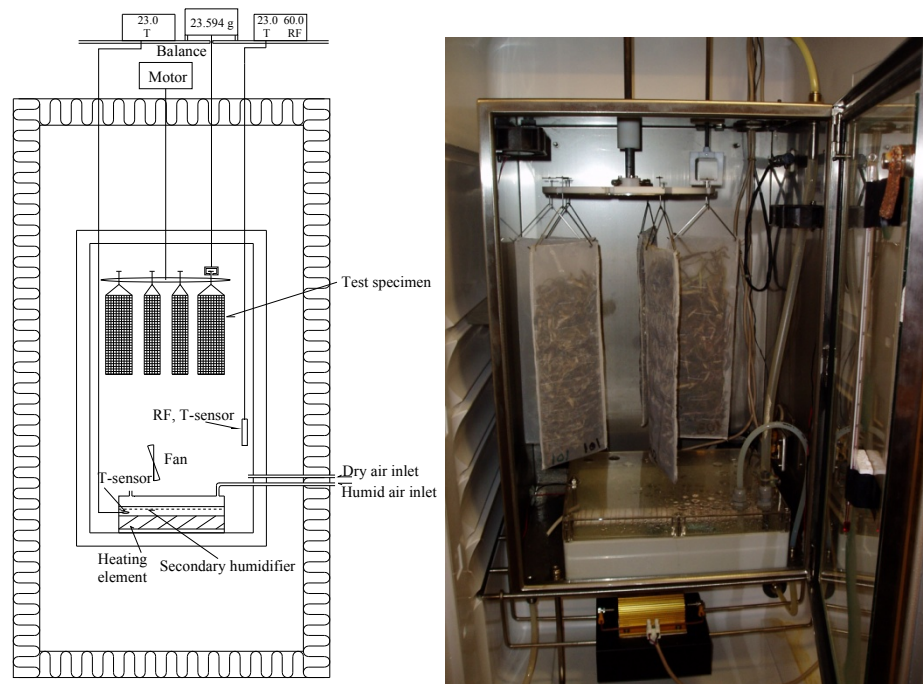 23.0
T
23.594 g
23.0 60.0
T RF
Balance
Motor
Test specimen
RF, T-sensor
Fan
T-sensor
Dry air inlet
Humid air inlet
Heating
element
Secondary humidifier
101